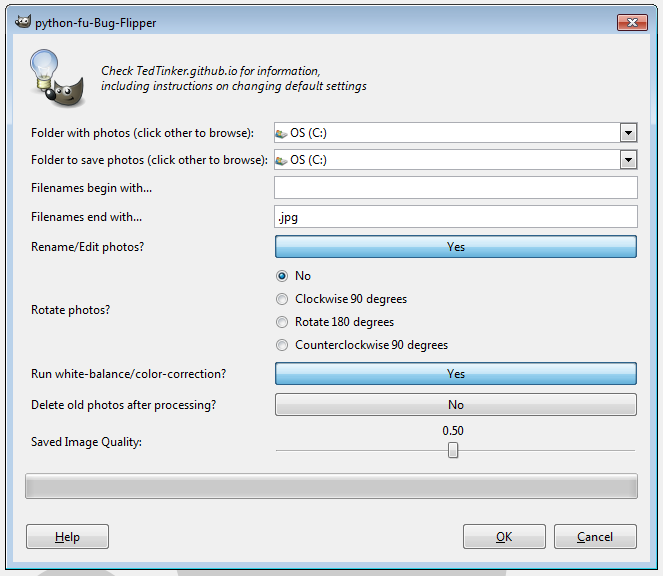 python-fu-Bug-Flipper
Check TedTinker.github.io for information,
including instructions on changing default settings
Folder with photos (click other to browse): OS (C:)
Folder to save photos (click other to browse): OS (C:)
Filenames begin with...
Filenames end with... .jpg
Rename/Edit photos? Yes
No
Clockwise 90 degrees
Rotate photos?
Rotate 180 degrees
Counterclockwise 90 degrees
Run white-balance/color-correction? Yes
Delete old photos after processing? No
0.50
Saved Image Quality:
Help OK Cancel